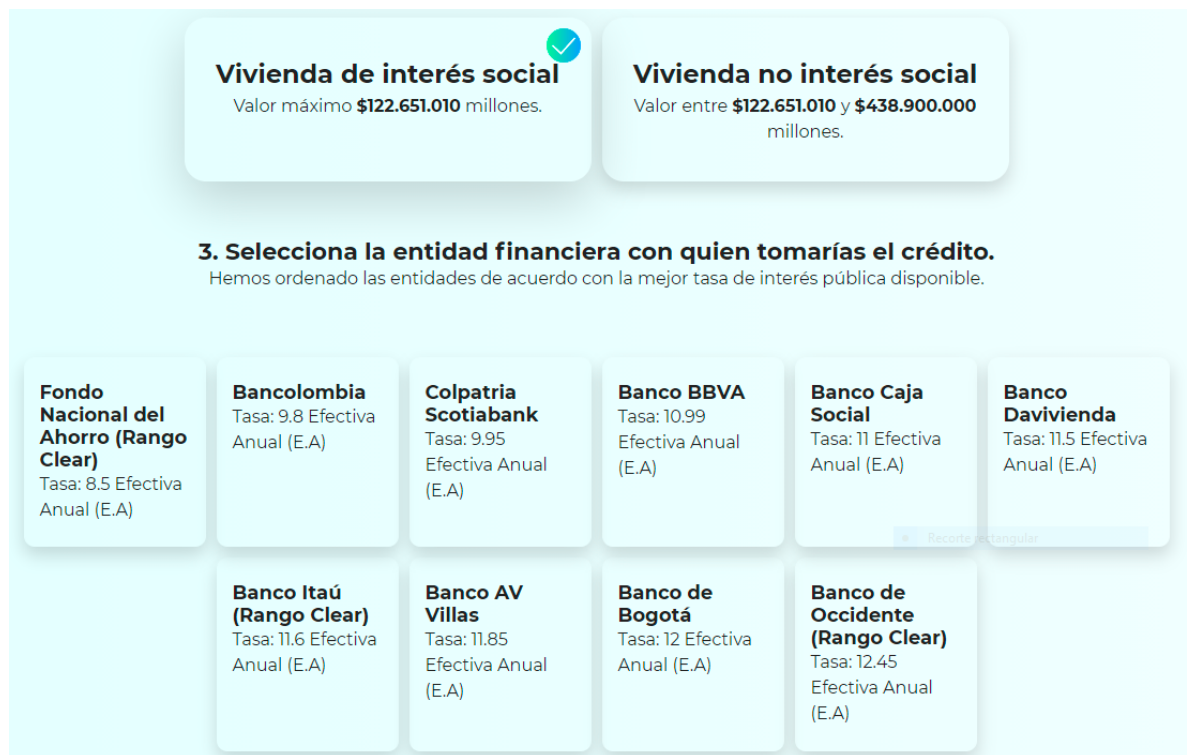 Vivienda de interés social
Valor máximo $122.651.010 millones.
Vivienda no interés social
Valor entre $122.651.010 y $438.900.000
millones.
3. Selecciona la entidad financiera con quien tomarías el crédito.
Hemos ordenado las entidades de acuerdo con la mejor tasa de interés pública disponible.
Fondo
Nacional del
Ahorro (Rango
Clear)
Tasa: 8.5 Efectiva
Anual (E.A)
Bancolombia
Tasa: 9.8 Efectiva
Anual (E.A)
Colpatria
Scotiabank
Tasa: 9.95
Efectiva Anual
(E.A)
Banco BBVA
Tasa: 10.99
Efectiva Anual
(E.A)
Banco Caja
Social
Tasa: 11 Efectiva
Anual (E.A)
Banco
Davivienda
Tasa: 11.5 Efectiva
Anual (E.A)
Recorte rectangular
Banco Itaú
(Rango Clear)
Tasa: 11.6 Efectiva
Anual (E.A)
Banco AV
Villas
Tasa: 11.85
Efectiva Anual
(E.A)
Banco de
Bogotá
Tasa: 12 Efectiva
Anual (E.A)
Banco de
Occidente
(Rango Clear)
Tasa: 12.45
Efectiva Anual
(E.A)